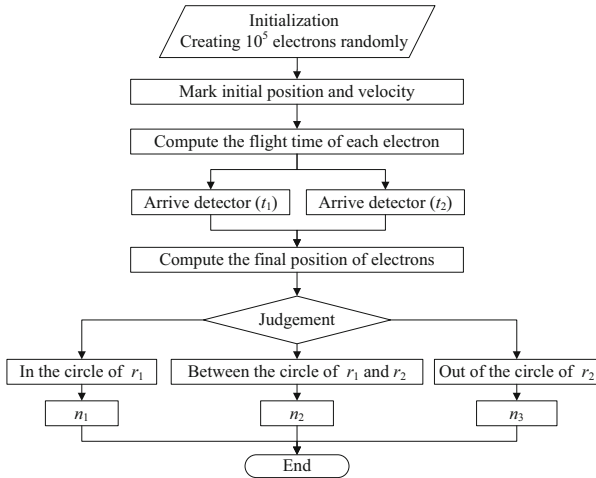 Initialization
Creating 10⁵ electrons randomly
Mark initial position and velocity
Compute the flight time of each electron
Arrive detector (t₁)
Arrive detector (t₂)
Compute the final position of electrons
Judgement
In the circle of r₁
Between the circle of r₁ and r₂
Out of the circle of r₂
n₁
n₂
n₃
End